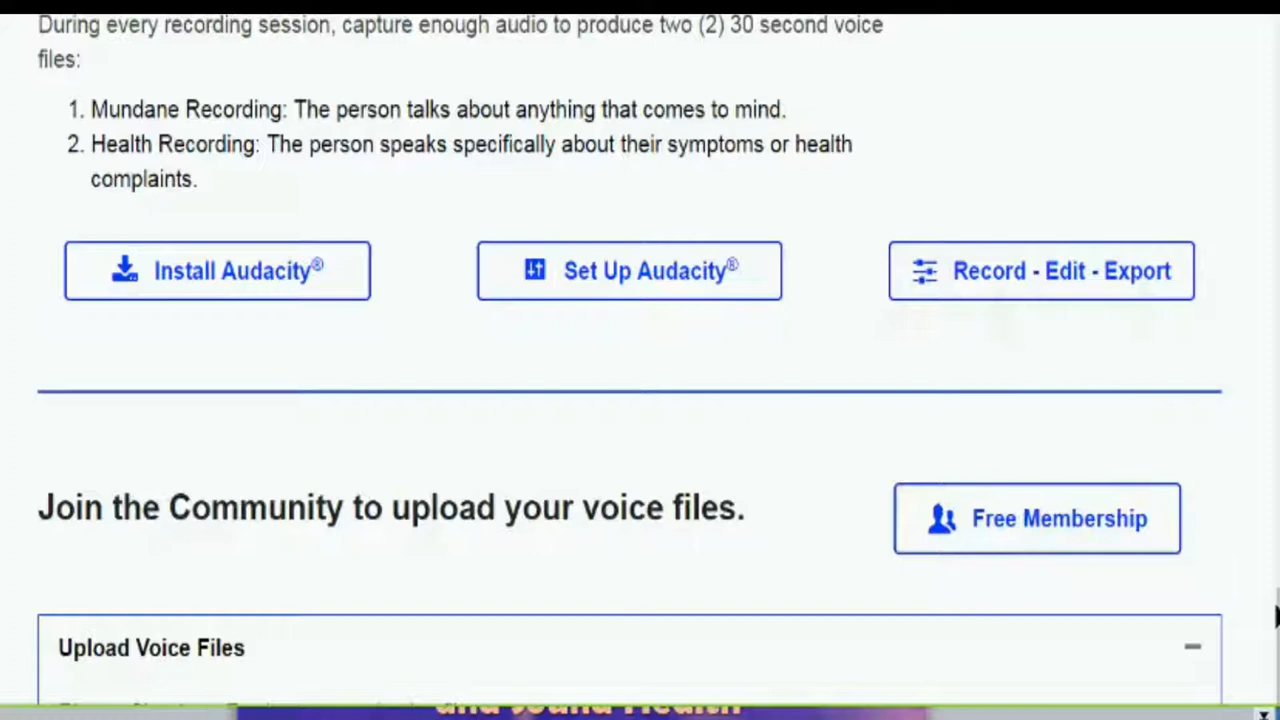 During every recording session, capture enough audio to produce two (2) 30 second voice
files:
1. Mundane Recording: The person talks about anything that comes to mind.
2. Health Recording: The person speaks specifically about their symptoms or health
complaints.
Install Audacity® Set Up Audacity® Record - Edit - Export
Join the Community to upload your voice files. Free Membership
Upload Voice Files
and Sound Health